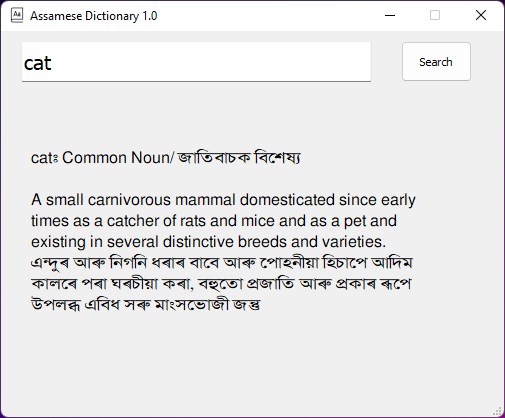 Aa Assamese Dictionary 1.0
cat
Search
catঃ Common Noun/ জাতিবাচক বিশেষ্য
A small carnivorous mammal domesticated since early
times as a catcher of rats and mice and as a pet and
existing in several distinctive breeds and varieties.
এন্দুৰ আৰু নিগনি ধৰাৰ বাবে আৰু পোহনীয়া হিচাপে আদিম
কালৰে পৰা ঘৰচীয়া কৰা, বহুতো প্ৰজাতি আৰু প্ৰকাৰ ৰূপে
উপলব্ধ এবিধ সৰু মাংসভোজী জন্তু